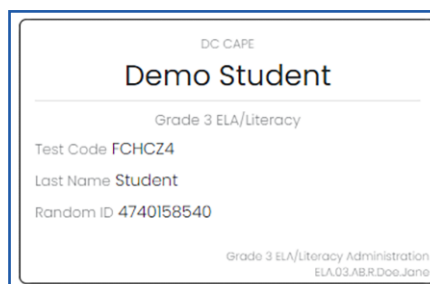 DC CAPE
Demo Student
Grade 3 ELA/Literacy
Test Code FCHCZ4
Last Name Student
Random ID 4740158540
Grade 3 ELA/Literacy Administration
ELA.03.AB.R.Doe.Jane